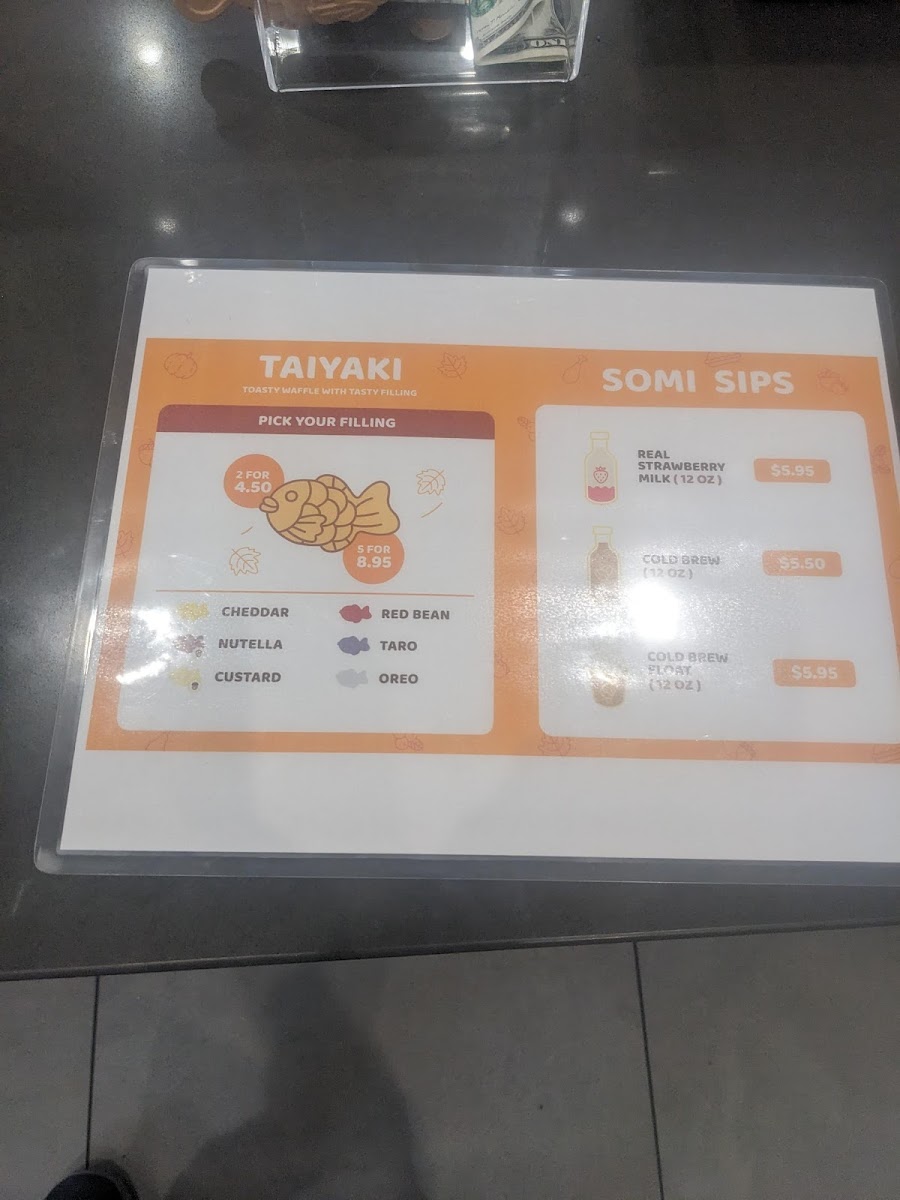 TAIYAKI
TOASTY WAFFLE WITH TASTY FILLING
PICK YOUR FILLING
2 FOR
4.50
5 FOR
8.95
CHEDDAR
RED BEAN
NUTELLA
TARO
CUSTARD
OREO
SOMI SIPS
REAL
STRAWBERRY
MILK ( 12 OZ )
$5.95
COLD BREW
( 12 OZ )
$5.50
COLD BREW
FLOAT
( 12 OZ )
$5.95